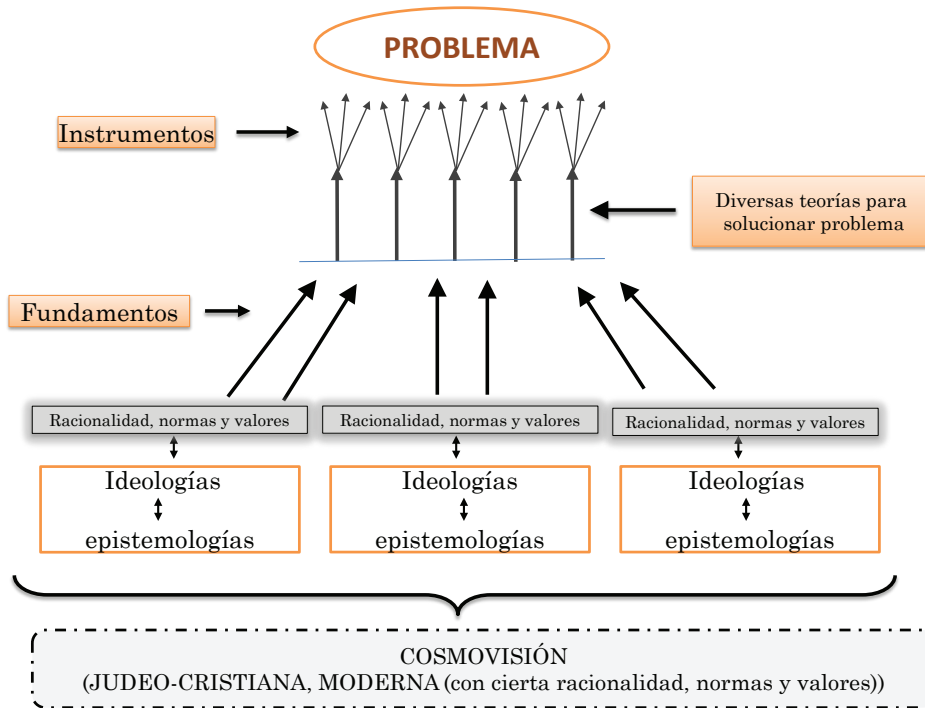 PROBLEMA
Instrumentos
Diversas teorías para
solucionar problema
Fundamentos
Racionalidad, normas y valores
Racionalidad, normas y valores
Racionalidad, normas y valores
Ideologías
epistemologías
Ideologías
epistemologías
Ideologías
epistemologías
COSMOVISIÓN
(JUDEO-CRISTIANA, MODERNA (con cierta racionalidad, normas y valores))